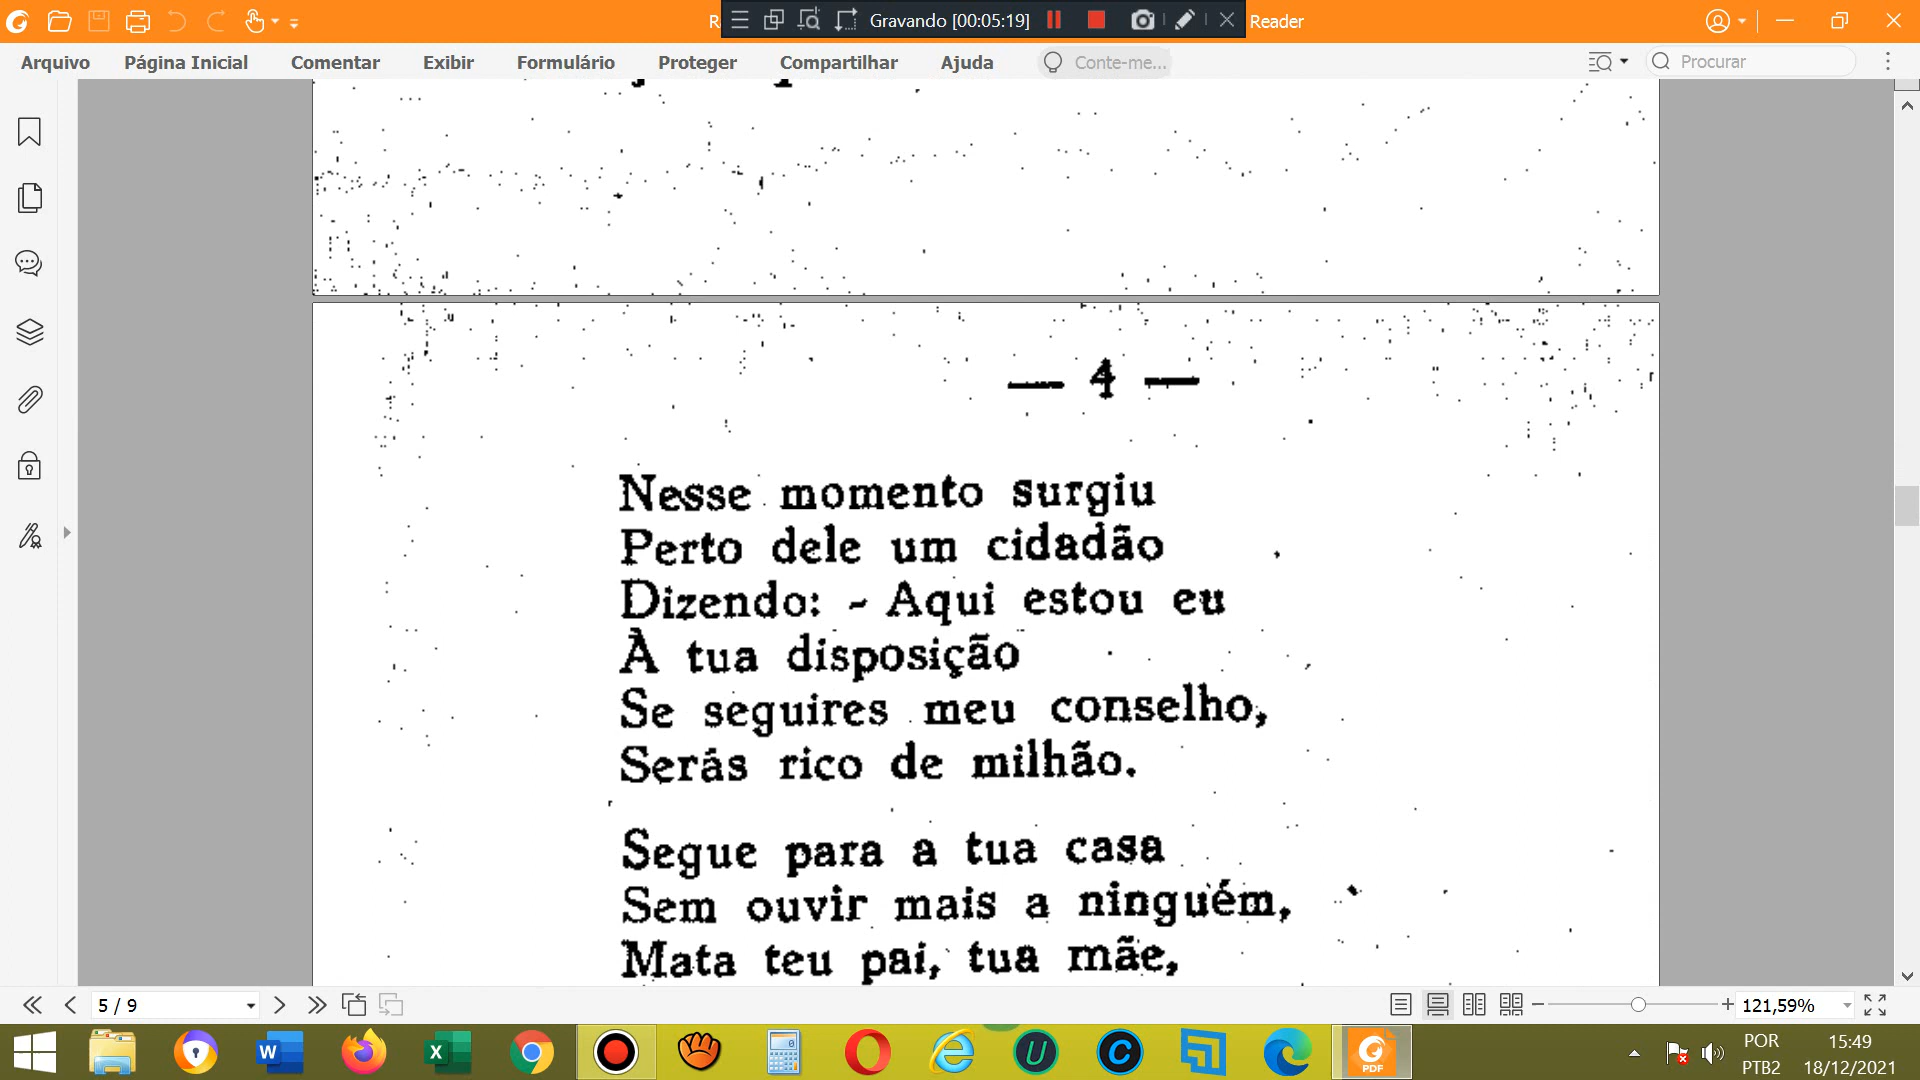 R
Gravando [00:05:19]
Reader
Arquivo Página Inicial Comentar Exibir Formulário Proteger Compartilhar Ajuda Conte-me... Procurar
— 4 —
Nesse momento surgiu
Perto dele um cidadão
Dizendo: - Aqui estou eu
À tua disposição
Se seguires meu conselho,
Serás rico de milhão.
Segue para a tua casa
Sem ouvir mais a ninguém,
Mata teu pai, tua mãe,
5 / 9
121,59%
POR
PTB2
15:49
18/12/2021